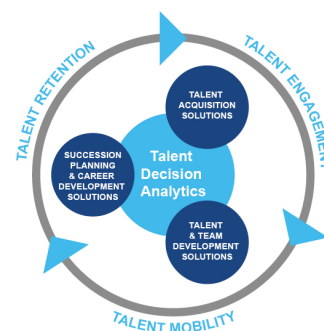 TALENT RETENTION
TALENT ENGAGEMENT
TALENT
ACQUISITION
SOLUTIONS
SUCCESSION
PLANNING
& CAREER
DEVELOPMENT
SOLUTIONS
Talent
Decision
Analytics
TALENT
& TEAM
DEVELOPMENT
SOLUTIONS
TALENT MOBILITY